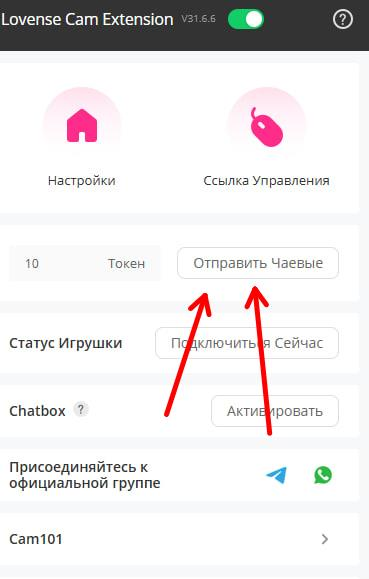 Lovense Cam Extension V31.6.6 ?
Настройки Ссылка Управления
10 Токен Отправить Чаевые
Статус Игрушки Подключиться Сейчас
Chatbox ? Активировать
Присоединяйтесь к
официальной группе
Cam101